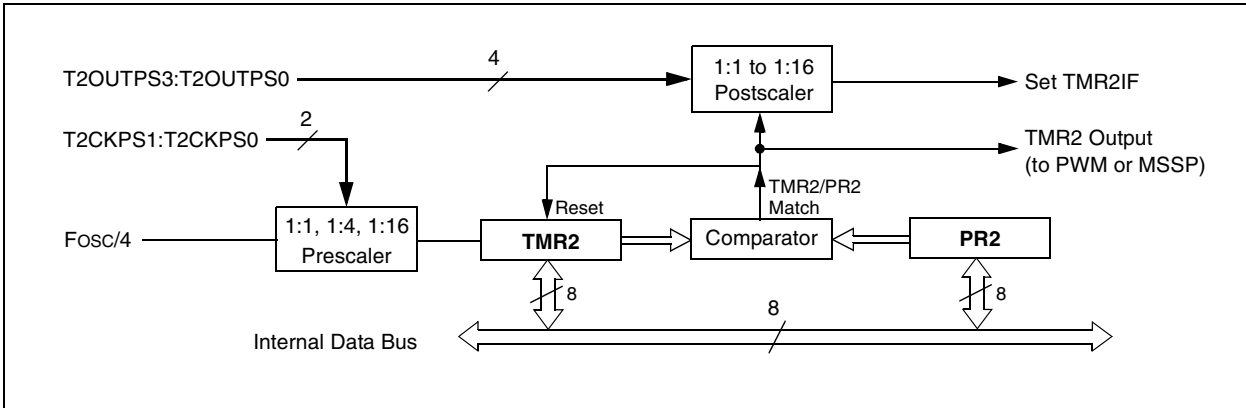 4
T2OUTPS3:T2OUTPS0
1:1 to 1:16
Postscaler
Set TMR2IF
2
T2CKPS1:T2CKPS0
TMR2 Output
(to PWM or MSSP)
TMR2/PR2
Match
Reset
FOSC/4
1:1, 1:4, 1:16
Prescaler
TMR2
Comparator
PR2
8
8
8
Internal Data Bus